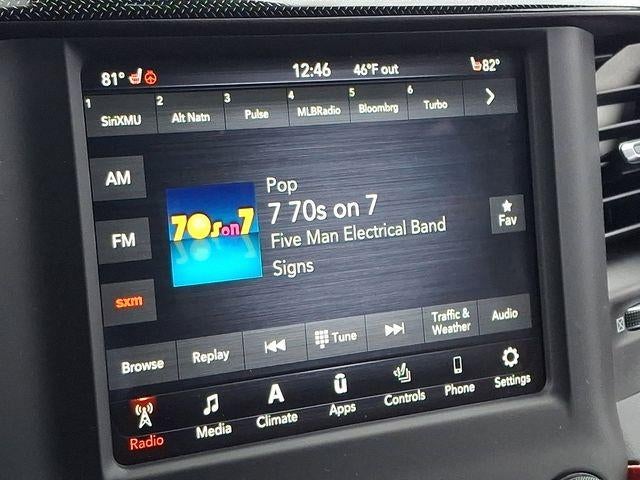 81° 12:46 46°F out 82°
1 SiriXMU 2 Alt Natn 3 Pulse 4 MLBRadio 5 Bloombrg 6 Turbo
AM
FM
sxm
70s on 7
Pop
7 70s on 7
Five Man Electrical Band
Signs
Fav
Browse Replay Tune Traffic & Weather Audio
Radio Media Climate Apps Controls Phone Settings